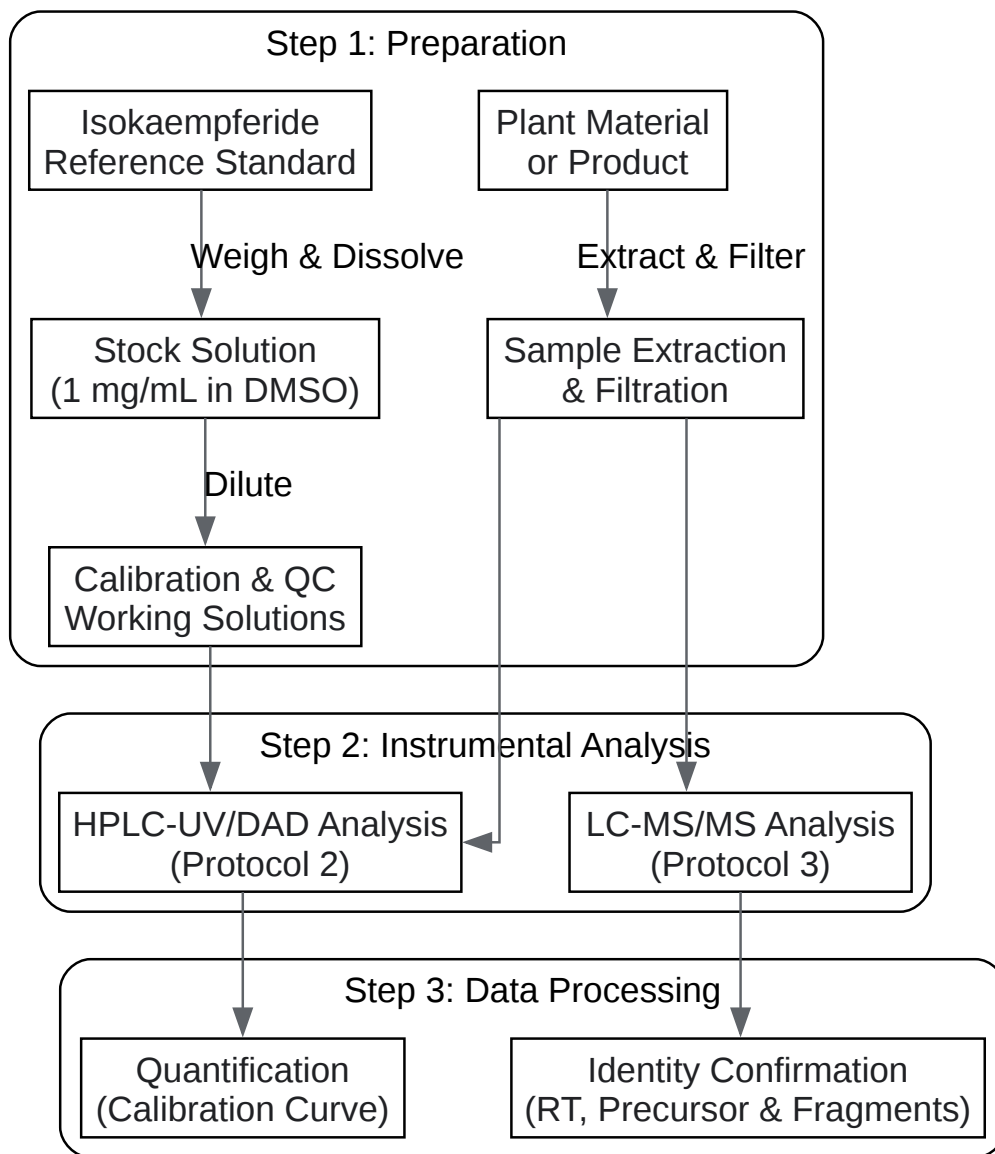 Step 1: Preparation
Isokaempferide
Reference Standard
Plant Material
or Product
Weigh & Dissolve
Extract & Filter
Stock Solution
(1 mg/mL in DMSO)
Sample Extraction
& Filtration
Dilute
Calibration & QC
Working Solutions
Step 2: Instrumental Analysis
HPLC-UV/DAD Analysis
(Protocol 2)
LC-MS/MS Analysis
(Protocol 3)
Step 3: Data Processing
Quantification
(Calibration Curve)
Identity Confirmation
(RT, Precursor & Fragments)